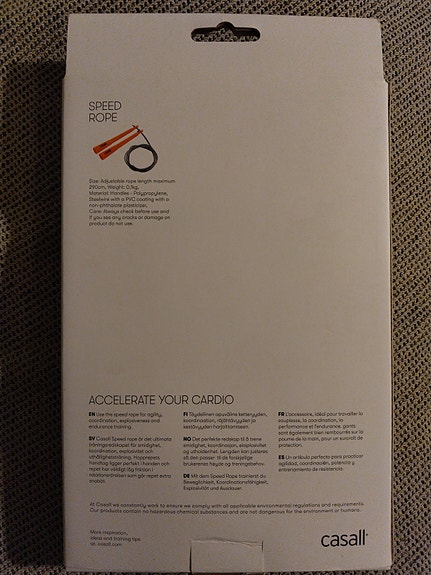 SPEED
ROPE
Size: Adjustable rope length maximum
290cm, Weight: 0,1kg,
Material: Handles - Polypropylene,
Steelwire with a PVC coating with a
non-phthalate plasticizer.
Care: Always check before use and
if you see any cracks or damage on
product do not use.
ACCELERATE YOUR CARDIO
EN Use the speed rope for agility,
coordination, explosiveness and
endurance training.
SV Casall Speed rope är det ultimata
träningsredskapet för smidighet,
koordination, explosivitet och
uthållighetsträning. Hopprepets
handtag ligger perfekt i handen och
repet har väldigt låg friktion i
rotationsdelen som gör repet extra
snabbt.
FI Täydellinen apuväline ketteryyden,
koordinaation, räjähtävyyden ja
kestävyyden harjoittamiseen.
NO Det perfekte redskap til å trene
smidighet, koordinasjon, eksplosivitet
og utholdenhet. Lengden kan justeres
så den passer til de forskjellige
brukerenes høyde og treningsbehov.
DE Mit dem Speed Rope trainierst du
Beweglichkeit, Koordinationsfähigkeit,
Explosivität und Ausdauer.
FR L'accessoire, idéal pour travailler la
souplesse, la coordination, la
performance et l'endurance, gants
sont également bien rembourrés sur la
paume de la main, pour un surcroît de
protection.
ES Un artículo perfecto para practicar
agilidad, coordinación, potencia y
entrenamiento de resistencia.
At Casall we constantly work to ensure we comply with all applicable environmental regulations and requirements.
Our products contain no hazardous chemical substances and are not dangerous for the environment or humans.
More inspiration,
ideas and training tips
at casall.com
casall